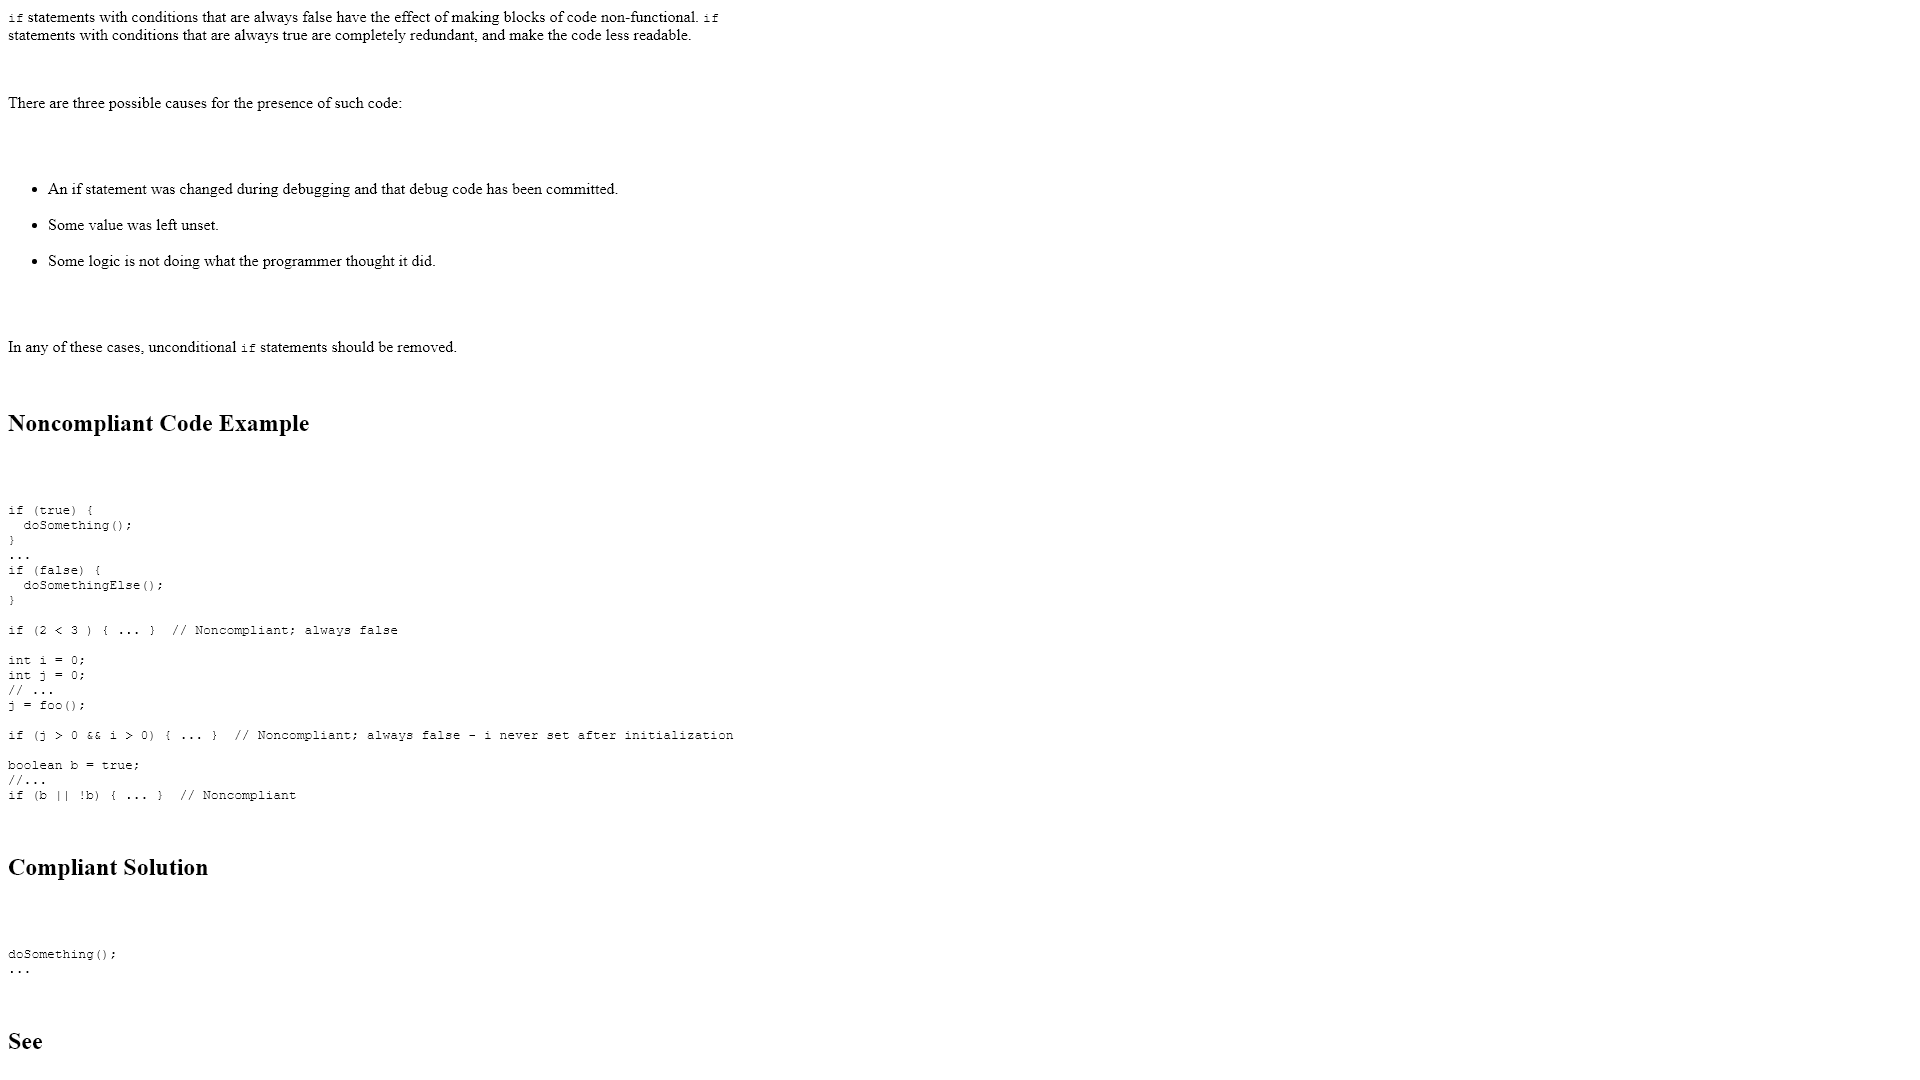 if statements with conditions that are always false have the effect of making blocks of code non-functional. if
statements with conditions that are always true are completely redundant, and make the code less readable.
There are three possible causes for the presence of such code:
• An if statement was changed during debugging and that debug code has been committed.
• Some value was left unset.
• Some logic is not doing what the programmer thought it did.
In any of these cases, unconditional if statements should be removed.
Noncompliant Code Example
if (true) {
  doSomething();
}
...
if (false) {
  doSomethingElse();
}
if (2 < 3 ) { ... }  // Noncompliant; always false
int i = 0;
int j = 0;
// ...
j = foo();
if (j > 0 && i > 0) { ... }  // Noncompliant; always false - i never set after initialization
boolean b = true;
//...
if (b || !b) { ... }  // Noncompliant
Compliant Solution
doSomething();
...
See